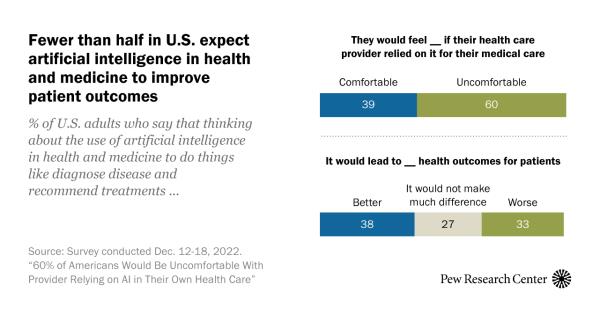 Fewer than half in U.S. expect
artificial intelligence in health
and medicine to improve
patient outcomes
% of U.S. adults who say that thinking
about the use of artificial intelligence
in health and medicine to do things
like diagnose disease and
recommend treatments ...
Source: Survey conducted Dec. 12-18, 2022.
“60% of Americans Would Be Uncomfortable With
Provider Relying on AI in Their Own Health Care”
They would feel __ if their health care
provider relied on it for their medical care
Comfortable Uncomfortable
39 60
It would lead to __ health outcomes for patients
Better It would not make
much difference Worse
38 27 33
Pew Research Center